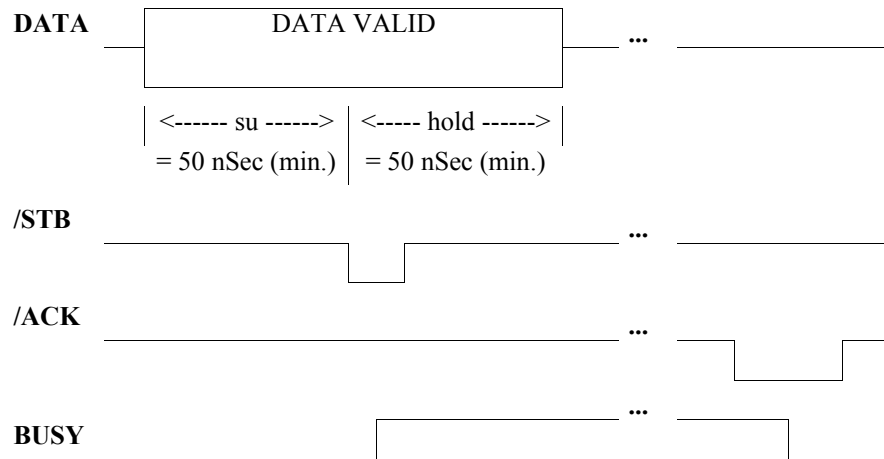 DATA DATA VALID ...
<------ su ------> <----- hold ------>
= 50 nSec (min.) = 50 nSec (min.)
/STB ...
/ACK ...
BUSY ...